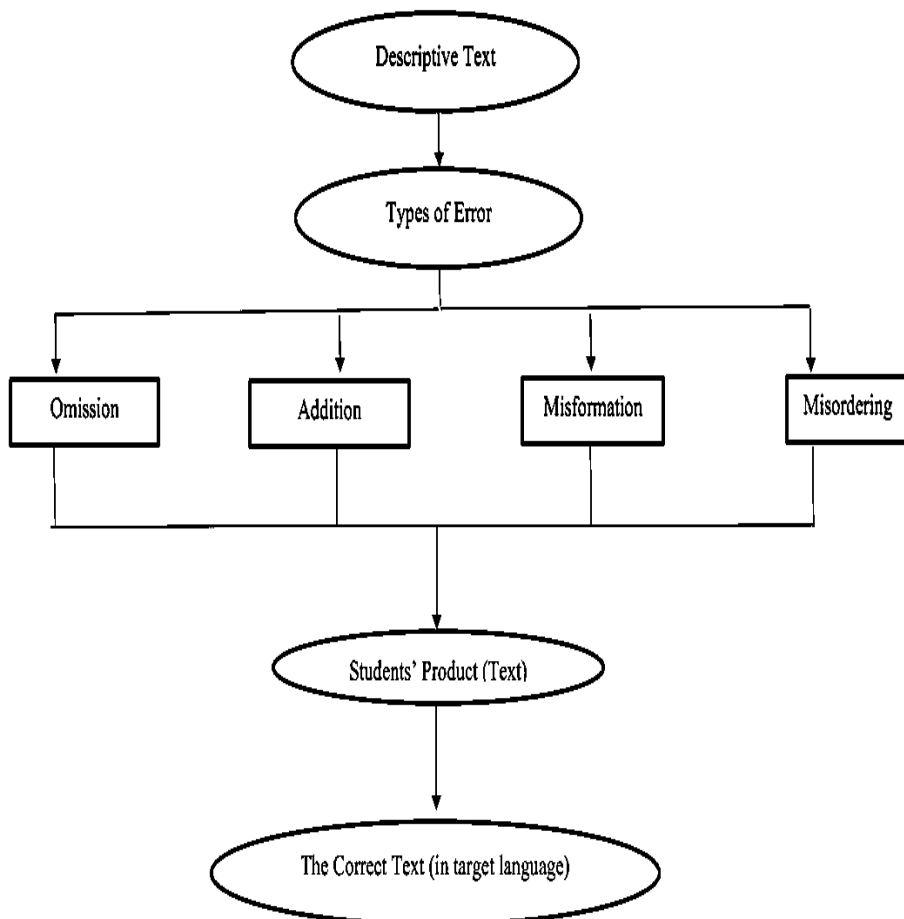 Descriptive Text
Types of Error
Omission
Addition
Misformation
Misordering
Students’ Product (Text)
The Correct Text (in target language)